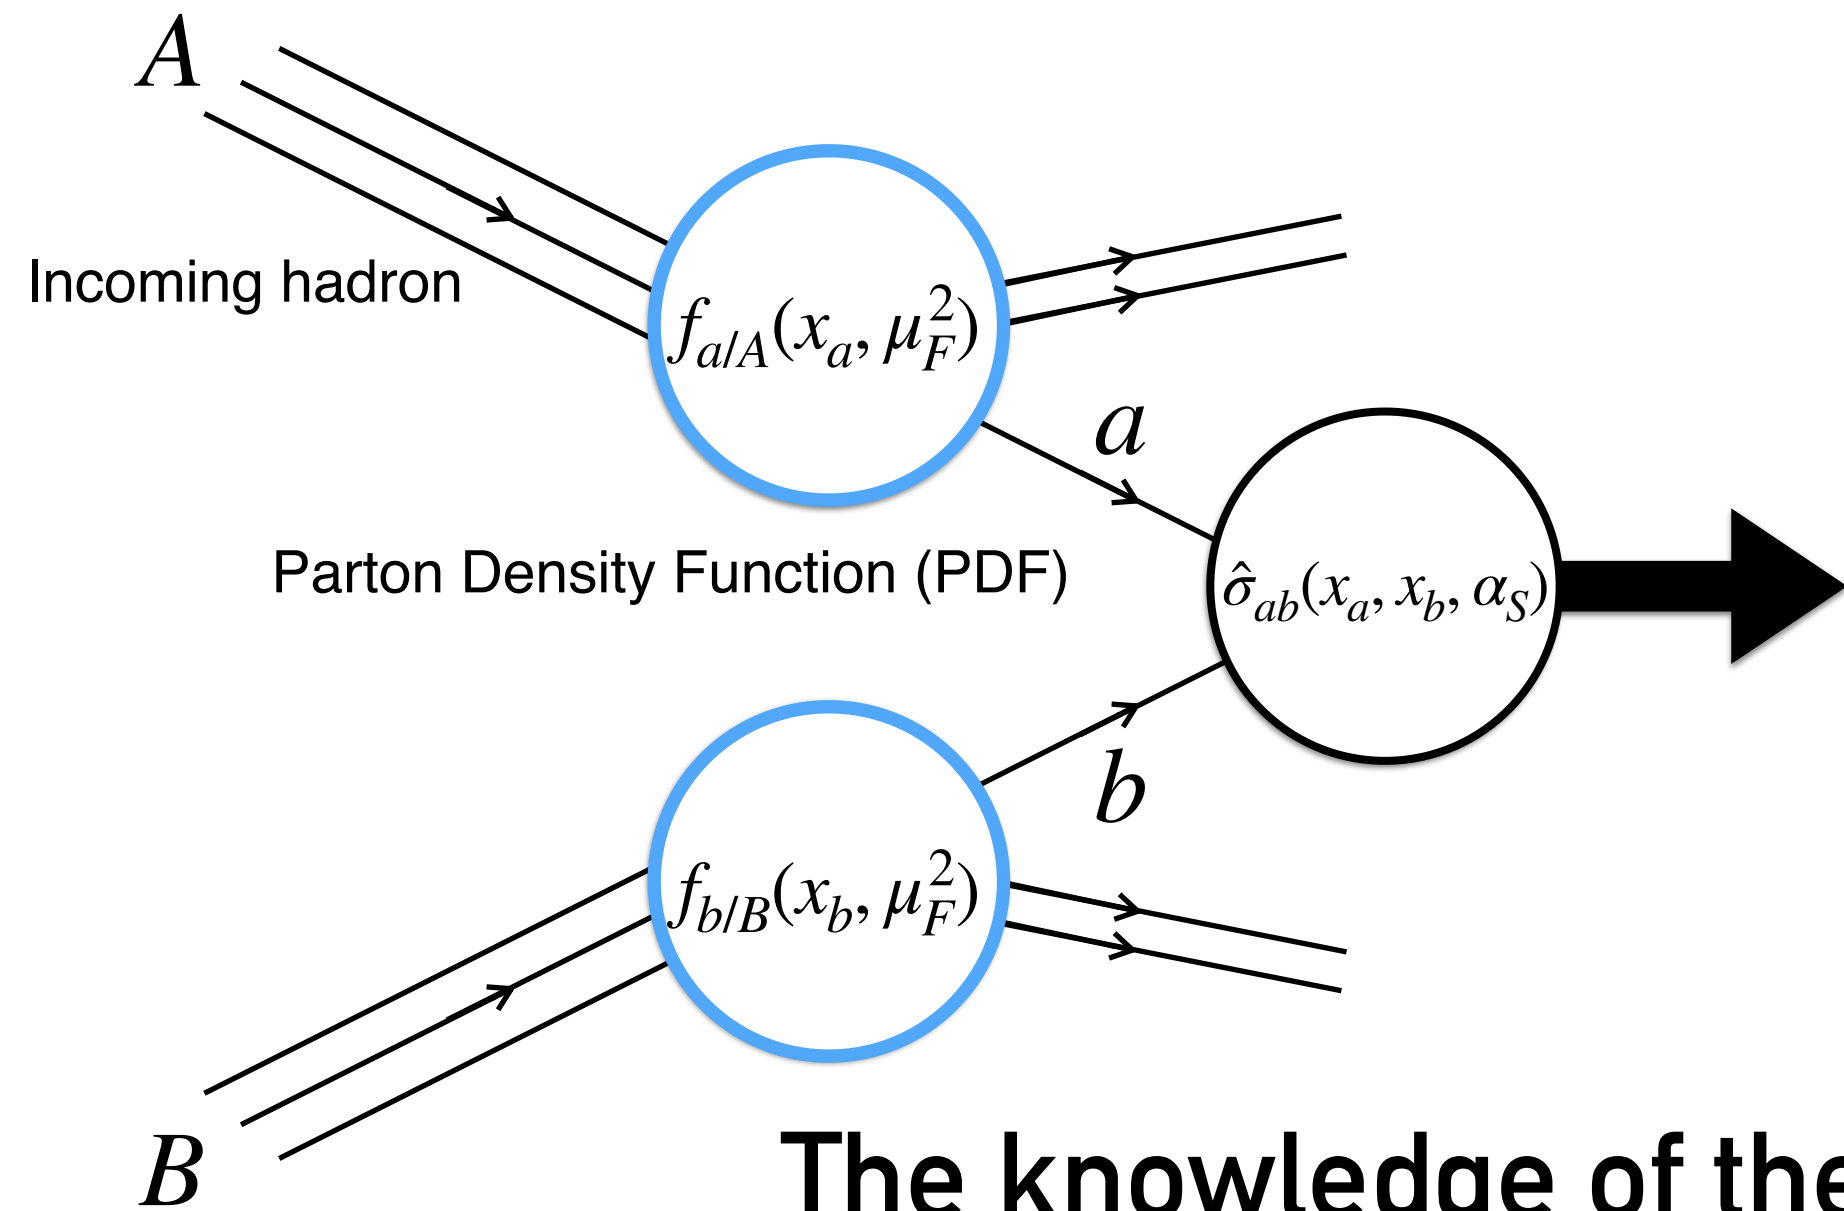 A
Incoming hadron
f_{a/A}(x_a, μ_F^2)
a
Parton Density Function (PDF)
σ̂_{ab}(x_a, x_b, α_S)
b
f_{b/B}(x_b, μ_F^2)
B
The knowledge of the